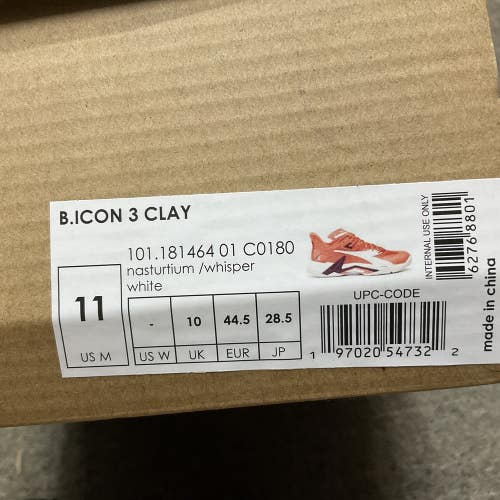 B.ICON 3 CLAY
101.181464 01 C0180
nasturtium /whisper
white
11
US M
- 10 44.5 28.5
US W UK EUR JP
UPC-CODE
1 97020 54732 2
INTERNAL USE ONLY
6276 8801
made in china